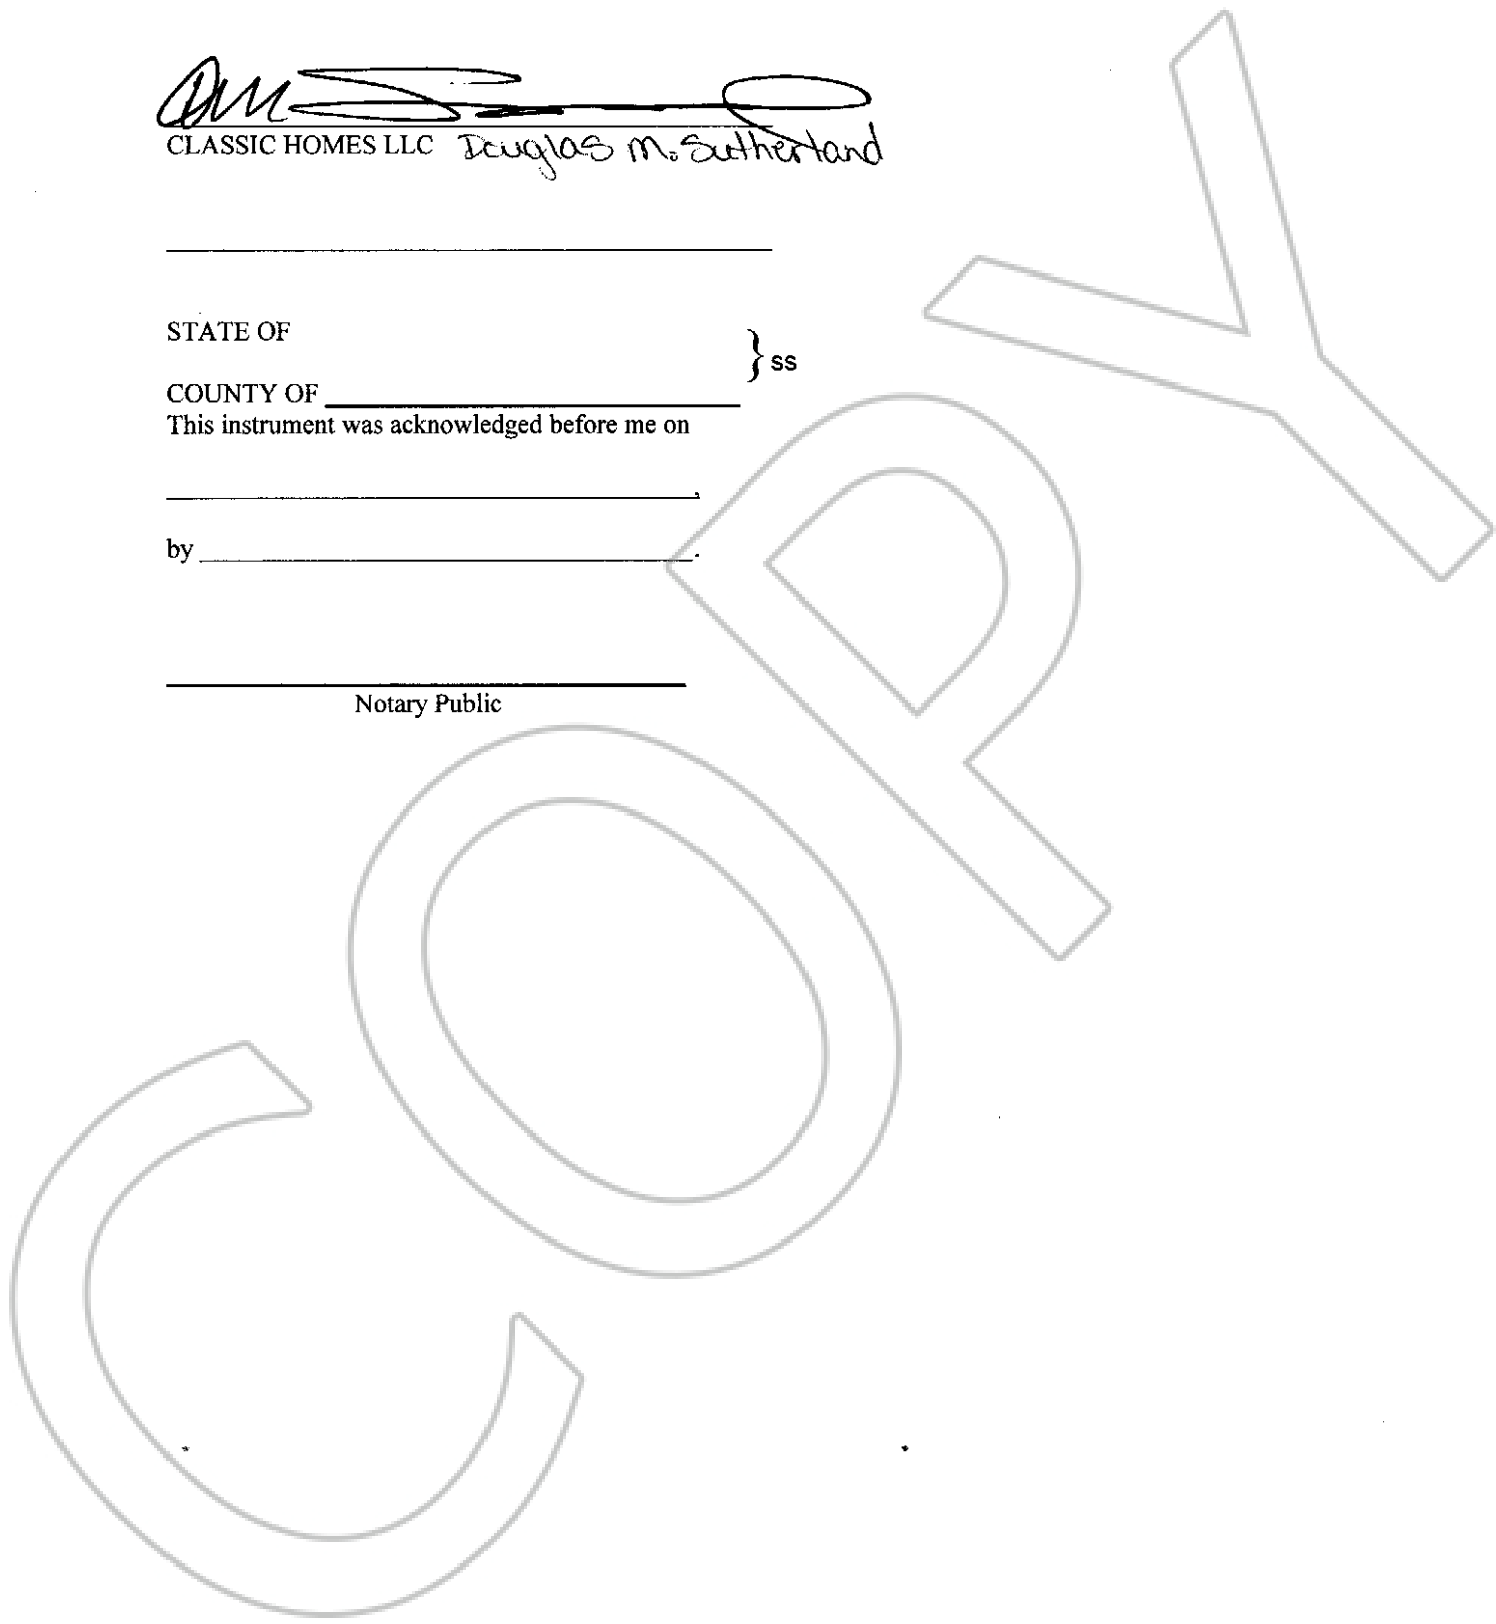 CLASSIC HOMES LLC Douglas M. Sutherland
STATE OF
} ss
COUNTY OF
This instrument was acknowledged before me on
,
by .
Notary Public
COPY